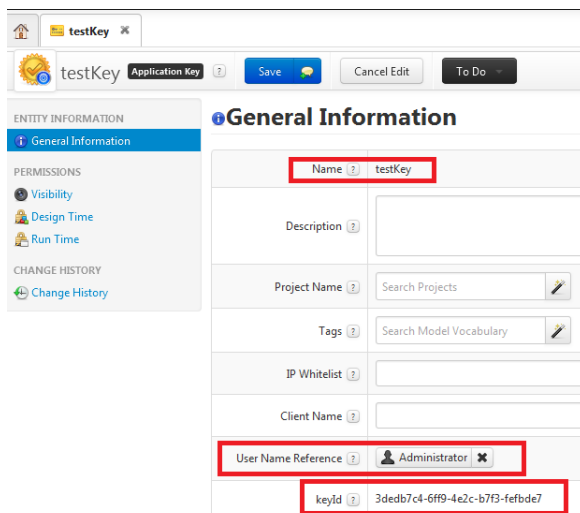 testKey
testKey Application Key ? Save Cancel Edit To Do
ENTITY INFORMATION
General Information
PERMISSIONS
Visibility
Design Time
Run Time
CHANGE HISTORY
Change History
General Information
Name ? testKey
Description ?
Project Name ? Search Projects
Tags ? Search Model Vocabulary
IP Whitelist ?
Client Name ?
User Name Reference ? Administrator
keyId ? 3dedb7c4-6ff9-4e2c-b7f3-fefbde7